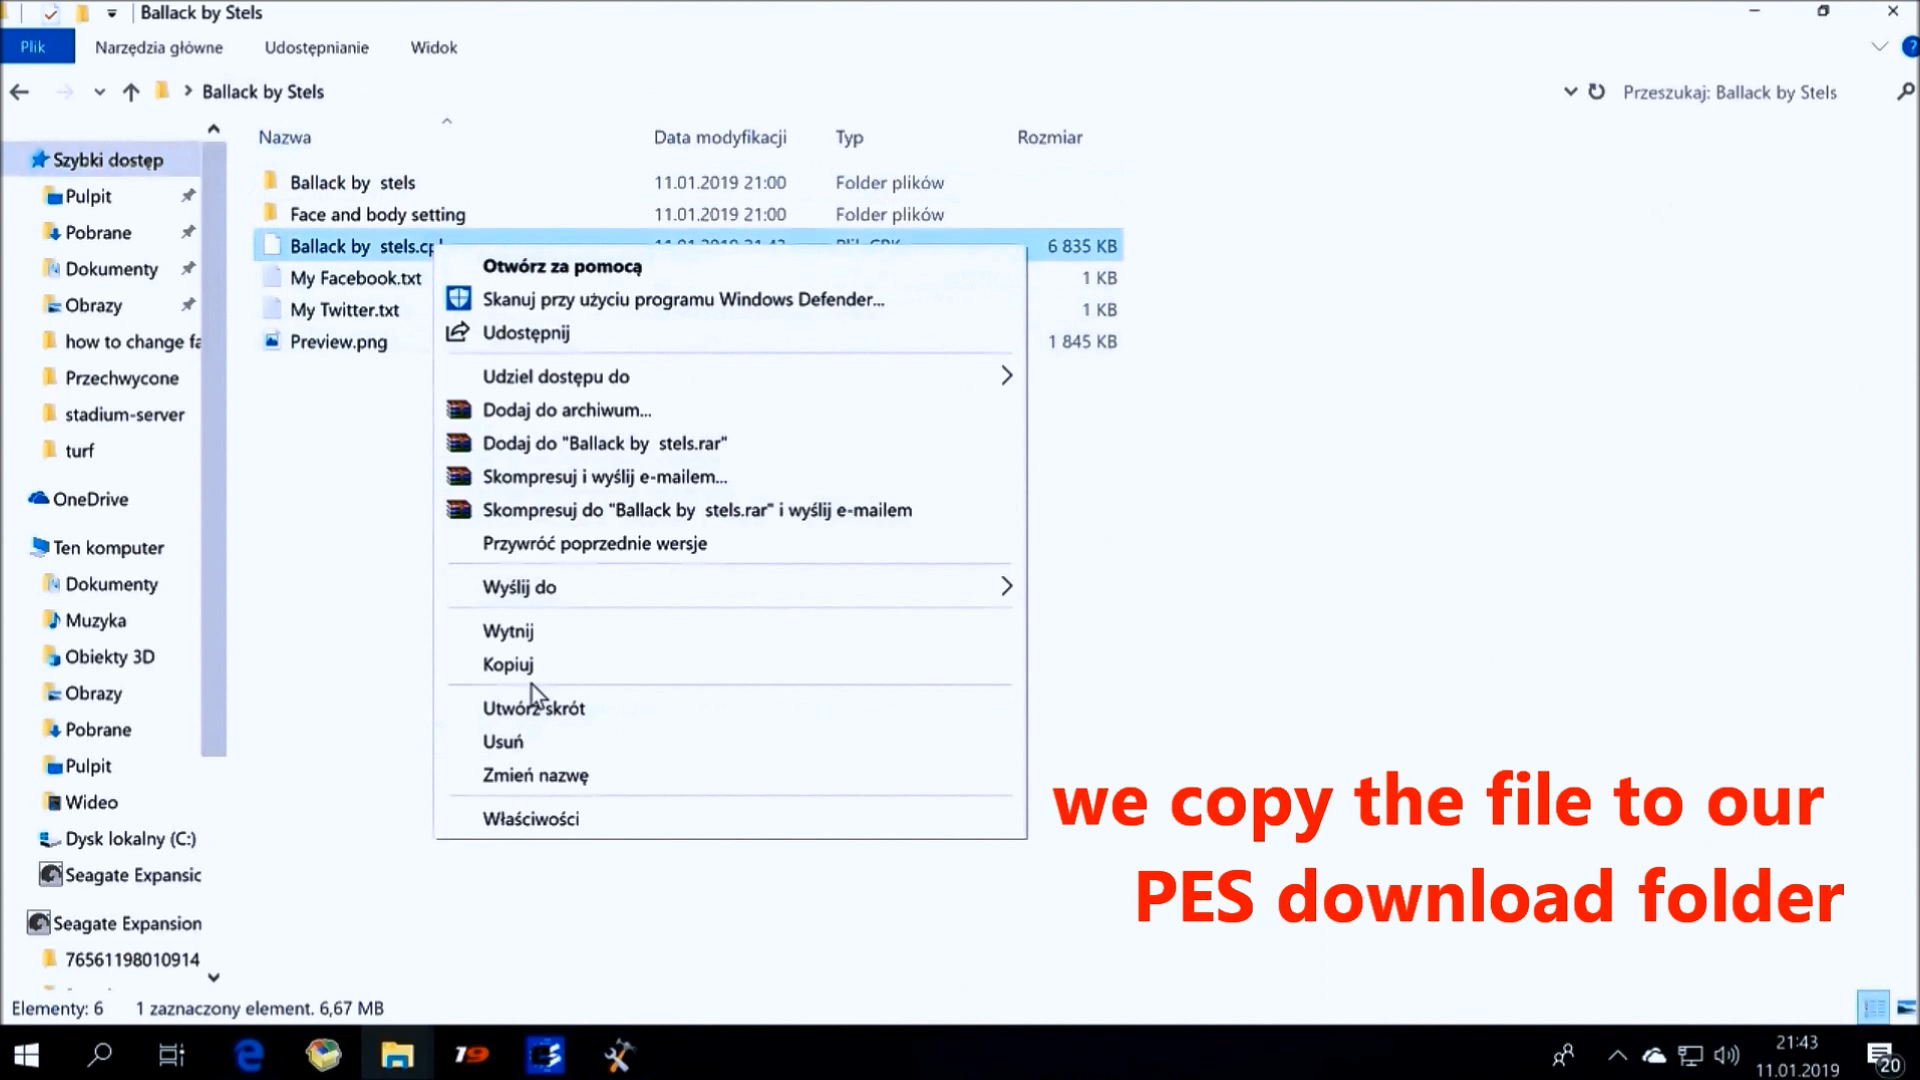 Ballack by Stels
Plik Narzędzia główne Udostępnianie Widok
?
Ballack by Stels Przeszukaj: Ballack by Stels
Nazwa Data modyfikacji Typ Rozmiar
Ballack by  stels 11.01.2019 21:00 Folder plików
Face and body setting 11.01.2019 21:00 Folder plików
Ballack by  stels. 6 835 KB
My Facebook.txt 1 KB
My Twitter.txt 1 KB
Preview.png 1 845 KB
Szybki dostęp
Pulpit
Pobrane
Dokumenty
Obrazy
how to change fa
Przechwycone
stadium-server
turf
OneDrive
Ten komputer
Dokumenty
Muzyka
Obiekty 3D
Obrazy
Pobrane
Pulpit
Wideo
Dysk lokalny (C:)
Seagate Expansic
Seagate Expansion
76561198010914
Otwórz za pomocą
Skanuj przy użyciu programu Windows Defender...
Udostępnij
Udziel dostępu do
Dodaj do archiwum...
Dodaj do "Ballack by  stels.rar"
Skompresuj i wyślij e-mailem...
Skompresuj do "Ballack by  stels.rar" i wyślij e-mailem
Przywróć poprzednie wersje
Wyślij do
Wytnij
Kopiuj
Utwórz skrót
Usuń
Zmień nazwę
Właściwości
we copy the file to our
PES download folder
Elementy: 6 1 zaznaczony element. 6,67 MB
19
21:43
11.01.2019
20